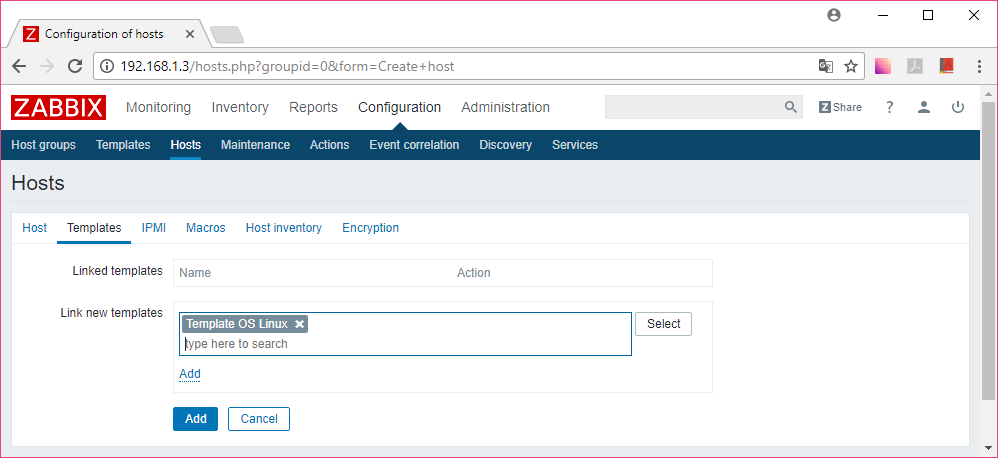 Configuration of hosts
192.168.1.3/hosts.php?groupid=0&form=Create+host
ZABBIX Monitoring Inventory Reports Configuration Administration Z Share ?
Host groups Templates Hosts Maintenance Actions Event correlation Discovery Services
Hosts
Host Templates IPMI Macros Host inventory Encryption
Linked templates Name Action
Link new templates Template OS Linux Select
type here to search
Add
Add Cancel